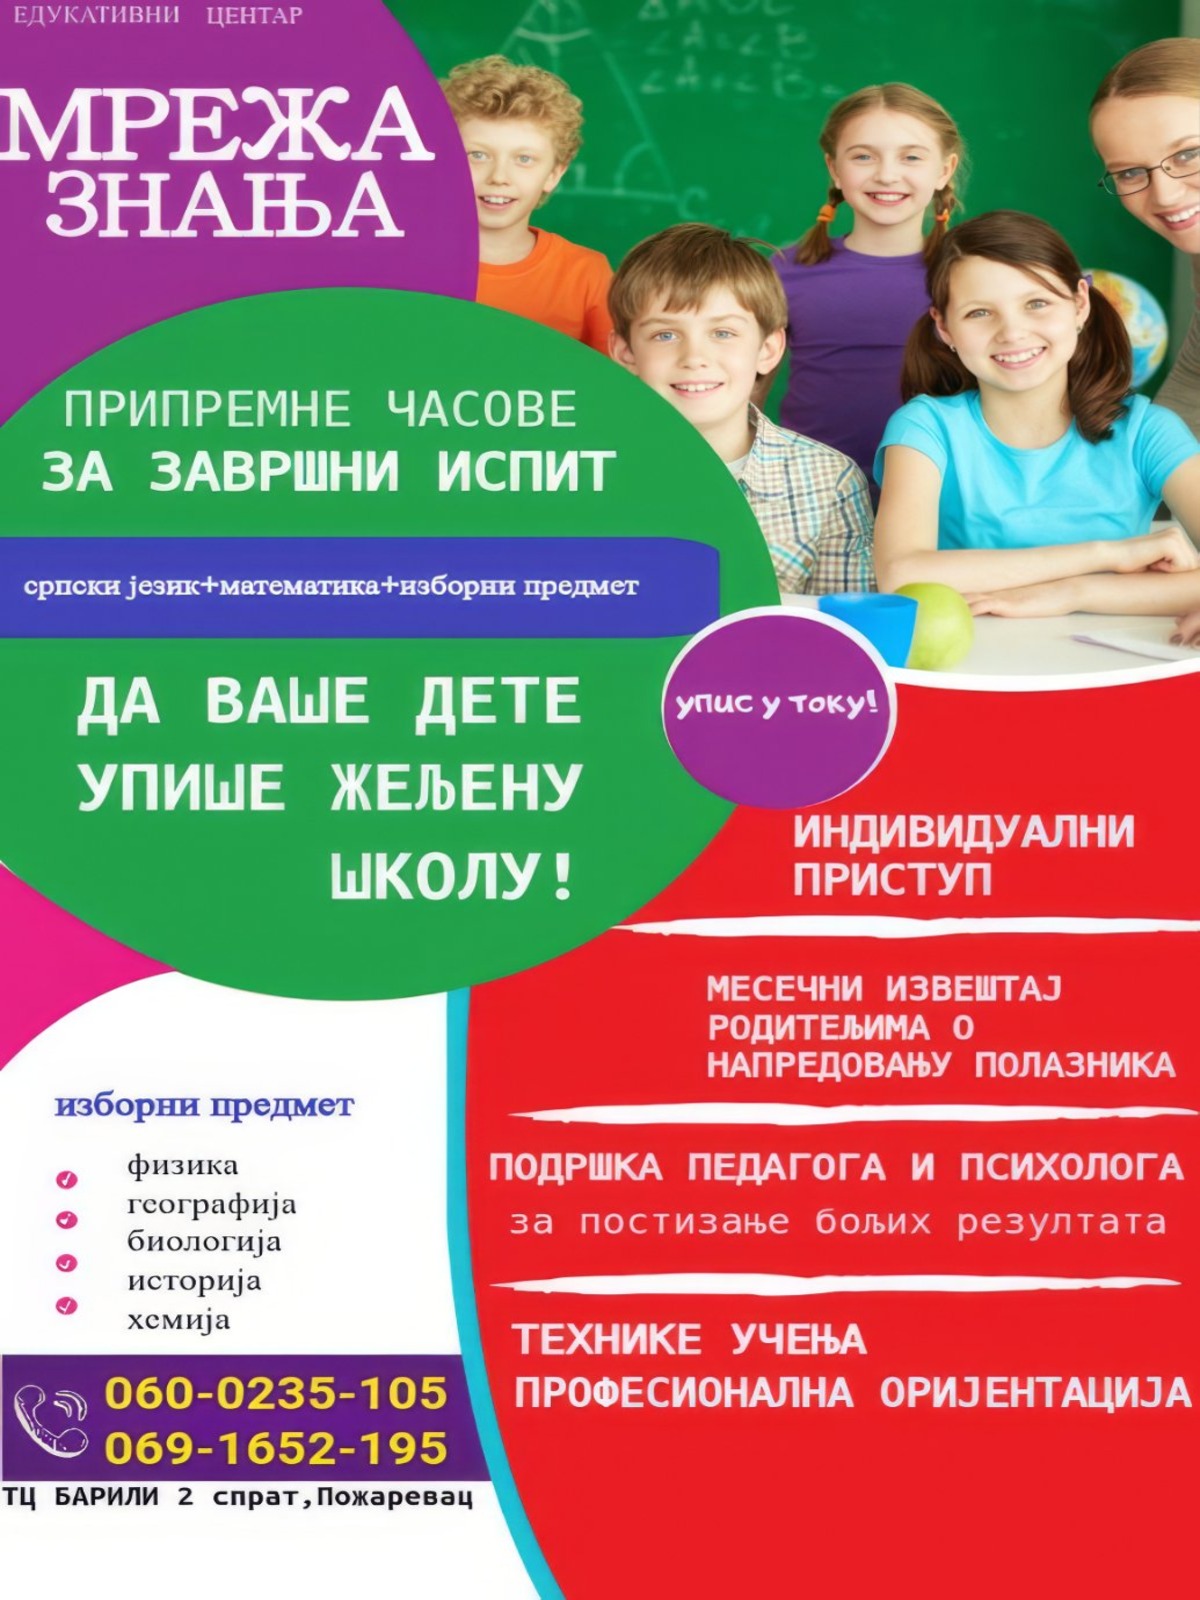 ЕДУКАТИВНИ ЦЕНТАР
МРЕЖА
ЗНАЊА
ПРИПРЕМНЕ ЧАСОВЕ
ЗА ЗАВРШНИ ИСПИТ
српски језик+математика+изборни предмет
ДА ВАШЕ ДЕТЕ
УПИШЕ ЖЕЉЕНУ
ШКОЛУ!
упис у току!
ИНДИВИДУАЛНИ
ПРИСТУП
МЕСЕЧНИ ИЗВЕШТАЈ
РОДИТЕЉИМА О
НАПРЕДОВАЊУ ПОЛАЗНИКА
ПОДРШКА ПЕДАГОГА И ПСИХОЛОГА
за постизање бољих резултата
ТЕХНИКЕ УЧЕЊА
ПРОФЕСИОНАЛНА ОРИЈЕНТАЦИЈА
изборни предмет
физика
географија
биологија
историја
хемија
060-0235-105
069-1652-195
ТЦ БАРИЛИ 2 спрат,Пожаревац